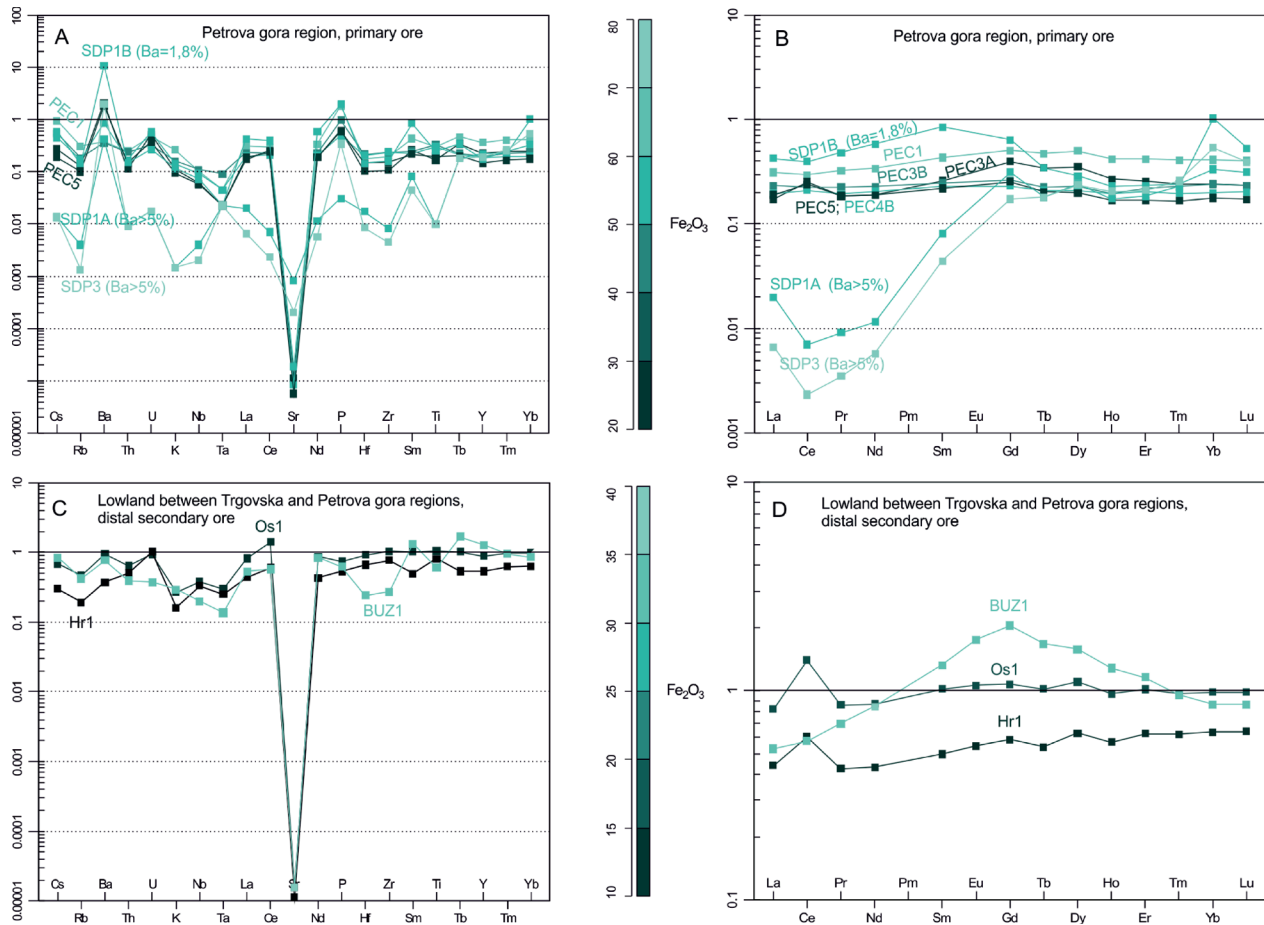 A
Petrova gora region, primary ore
100
10
1
0.1
0.01
0.001
0.0001
0.000001
SDP1B (Ba=1,8%)
PEC1
PEC5
SDP1A (Ba>5%)
SDP3 (Ba>5%)
Cs Ba U Nb La Sr P Zr Ti Y Yb
Rb Th K Ta Ce Nd Hf Sm Tb Tm
80
70
60
50
40
30
20
Fe2O3
B
Petrova gora region, primary ore
10
1
0.1
0.01
0.001
SDP1B (Ba=1,8%)
PEC1
PEC3A
PEC3B
PEC5; PEC4B
SDP1A (Ba>5%)
SDP3 (Ba>5%)
La Pr Pm Eu Tb Ho Tm Lu
Ce Nd Sm Gd Dy Er Yb
C
Lowland between Trgovska and Petrova gora regions,
distal secondary ore
10
1
0.1
0.01
0.001
0.0001
0.00001
Os1
Hr1
BUZ1
Cs Ba U Nb La Sr P Zr Ti Y Yb
Rb Th K Ta Ce Nd Hf Sm Tb Tm
40
35
30
25
20
15
10
Fe2O3
D
Lowland between Trgovska and Petrova gora regions,
distal secondary ore
10
1
0.1
BUZ1
Os1
Hr1
La Pr Pm Eu Tb Ho Tm Lu
Ce Nd Sm Gd Dy Er Yb